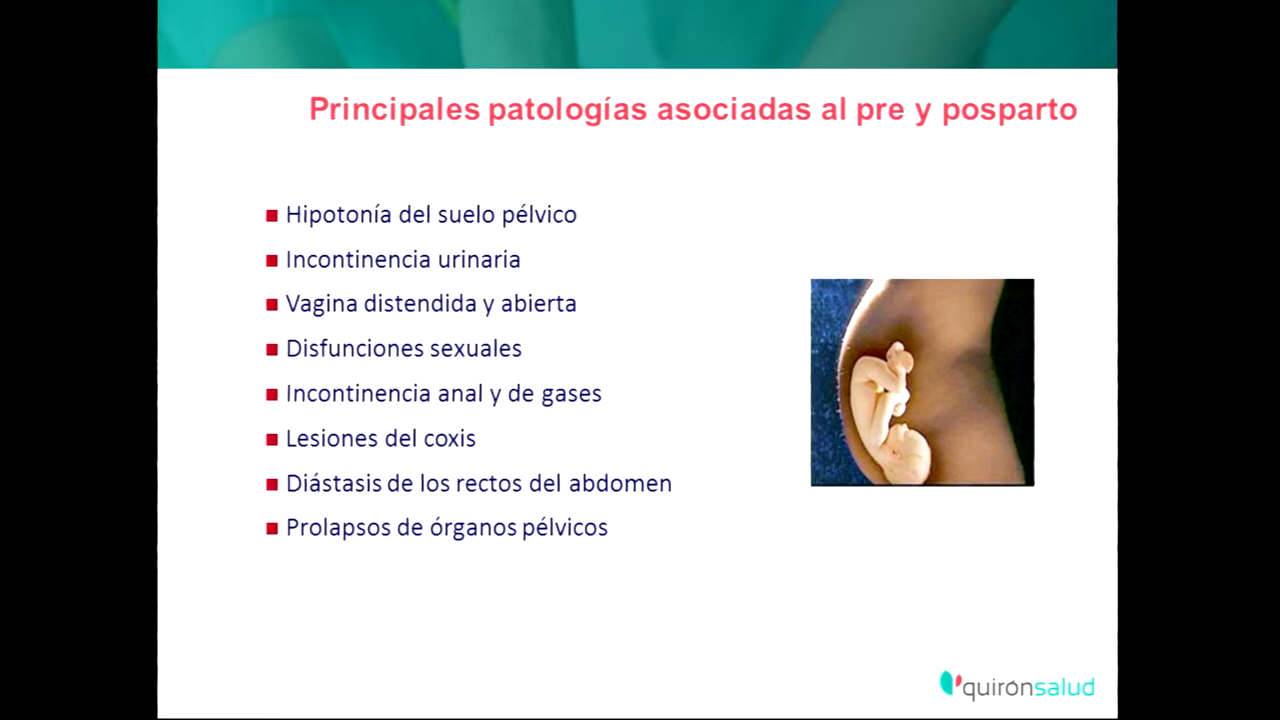 Principales patologías asociadas al pre y posparto
Hipotonía del suelo pélvico
Incontinencia urinaria
Vagina distendida y abierta
Disfunciones sexuales
Incontinencia anal y de gases
Lesiones del coxis
Diástasis de los rectos del abdomen
Prolapsos de órganos pélvicos
quirónsalud